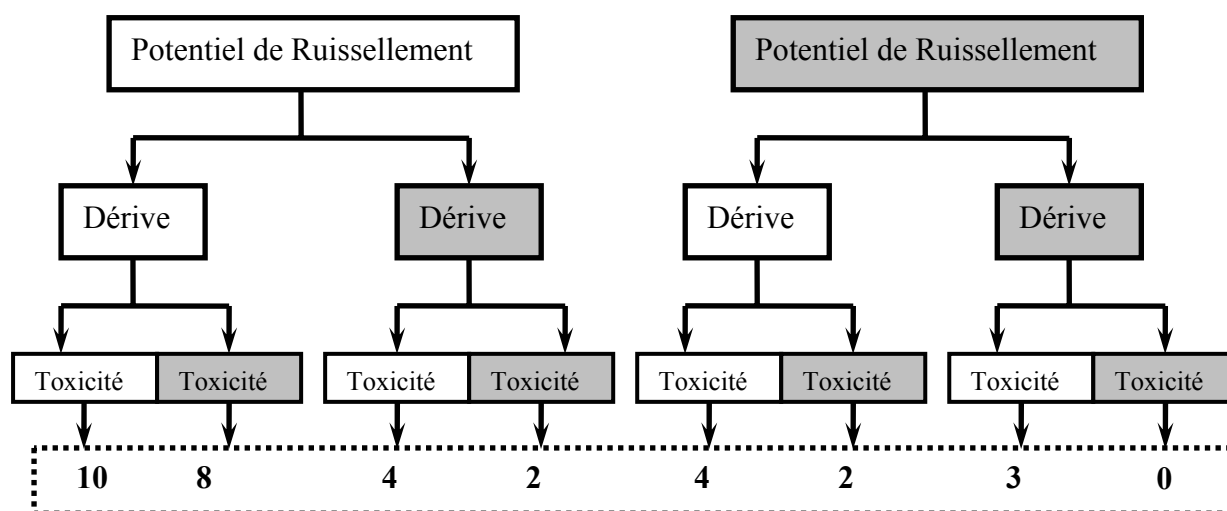 Potentiel de Ruissellement Potentiel de Ruissellement
Dérive Dérive Dérive Dérive
Toxicité Toxicité Toxicité Toxicité Toxicité Toxicité Toxicité Toxicité
10 8 4 2 4 2 3 0